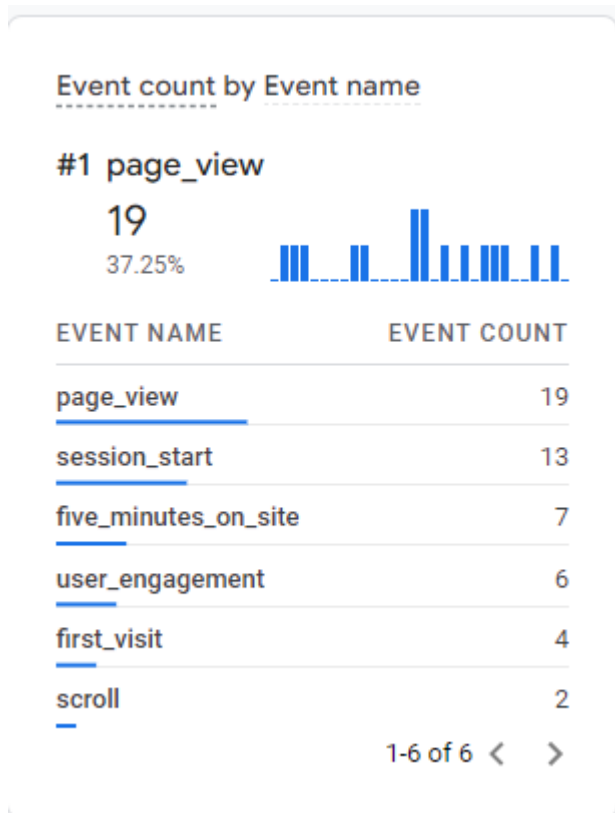 Event count by Event name
#1 page_view
19
37.25%
EVENT NAME EVENT COUNT
page_view 19
session_start 13
five_minutes_on_site 7
user_engagement 6
first_visit 4
scroll 2
1-6 of 6